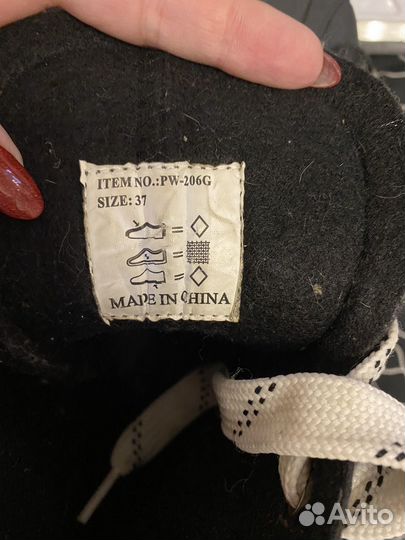 ITEM NO.:PW-206G
SIZE: 37
MADE IN CHINA
Avito